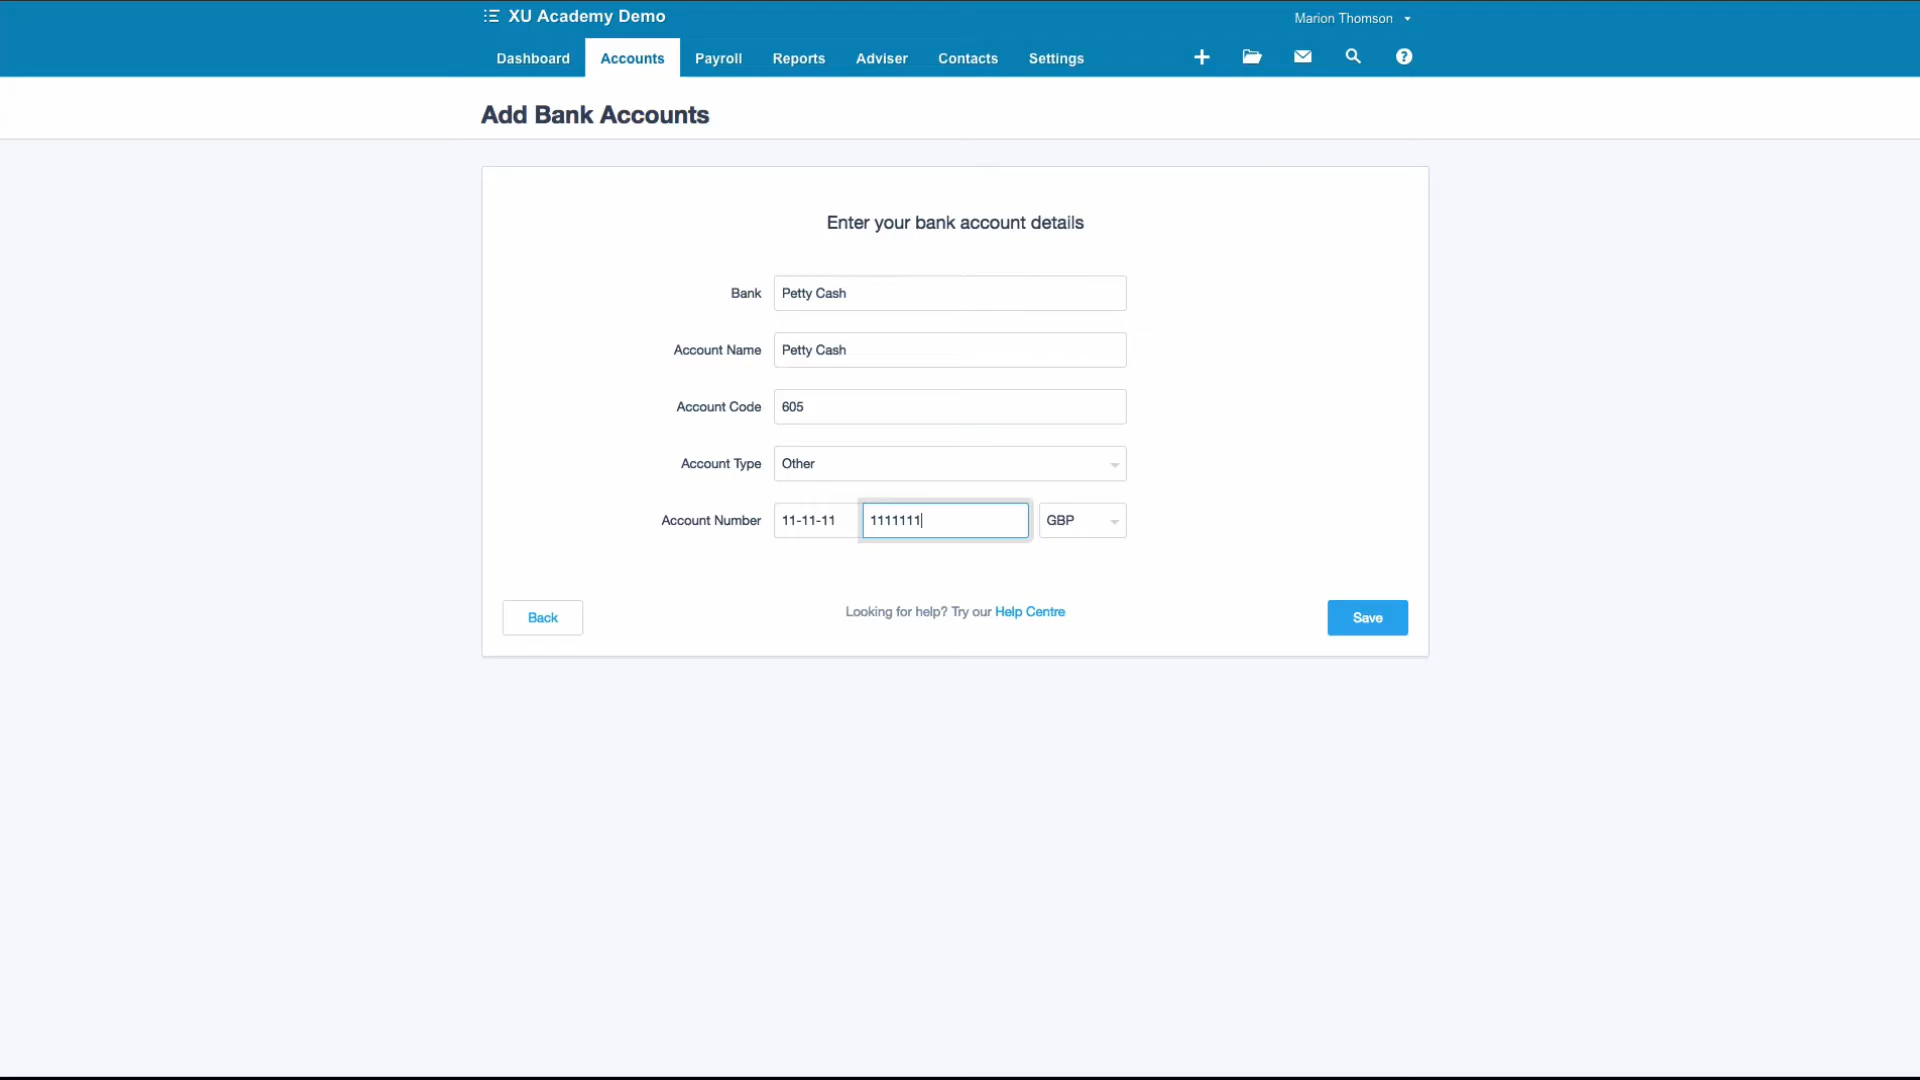 XU Academy Demo
Marion Thomson
Dashboard Accounts Payroll Reports Adviser Contacts Settings
Add Bank Accounts
Enter your bank account details
Bank Petty Cash
Account Name Petty Cash
Account Code 605
Account Type Other
Account Number 11-11-11 1111111 GBP
Back Looking for help? Try our Help Centre Save